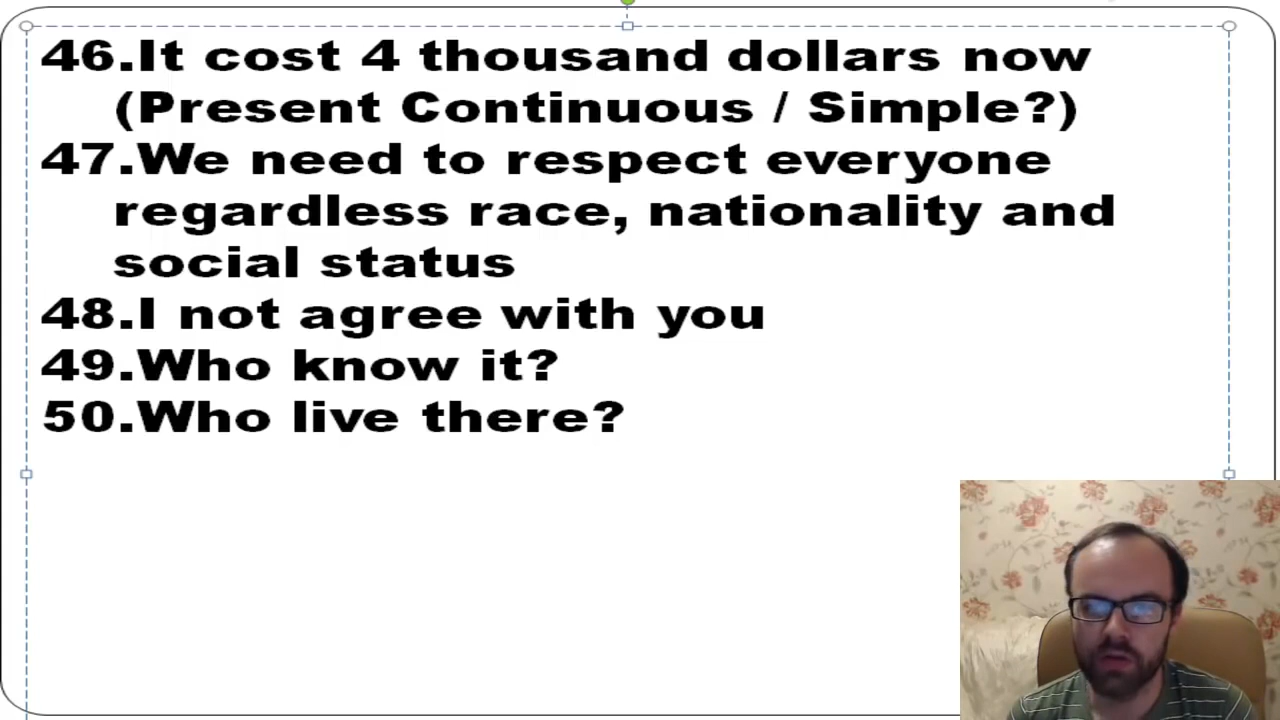 46.It cost 4 thousand dollars now
(Present Continuous / Simple?)
47.We need to respect everyone
regardless race, nationality and
social status
48.I not agree with you
49.Who know it?
50.Who live there?